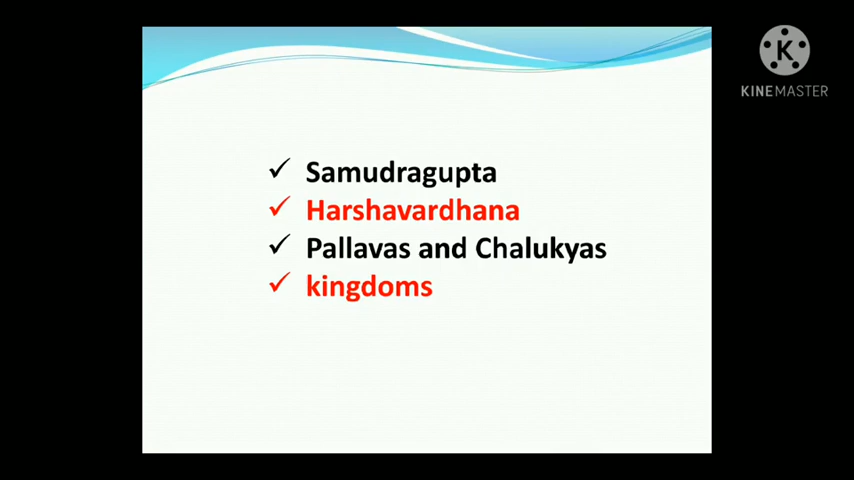 KINEMASTER
Samudragupta
Harshavardhana
Pallavas and Chalukyas
kingdoms